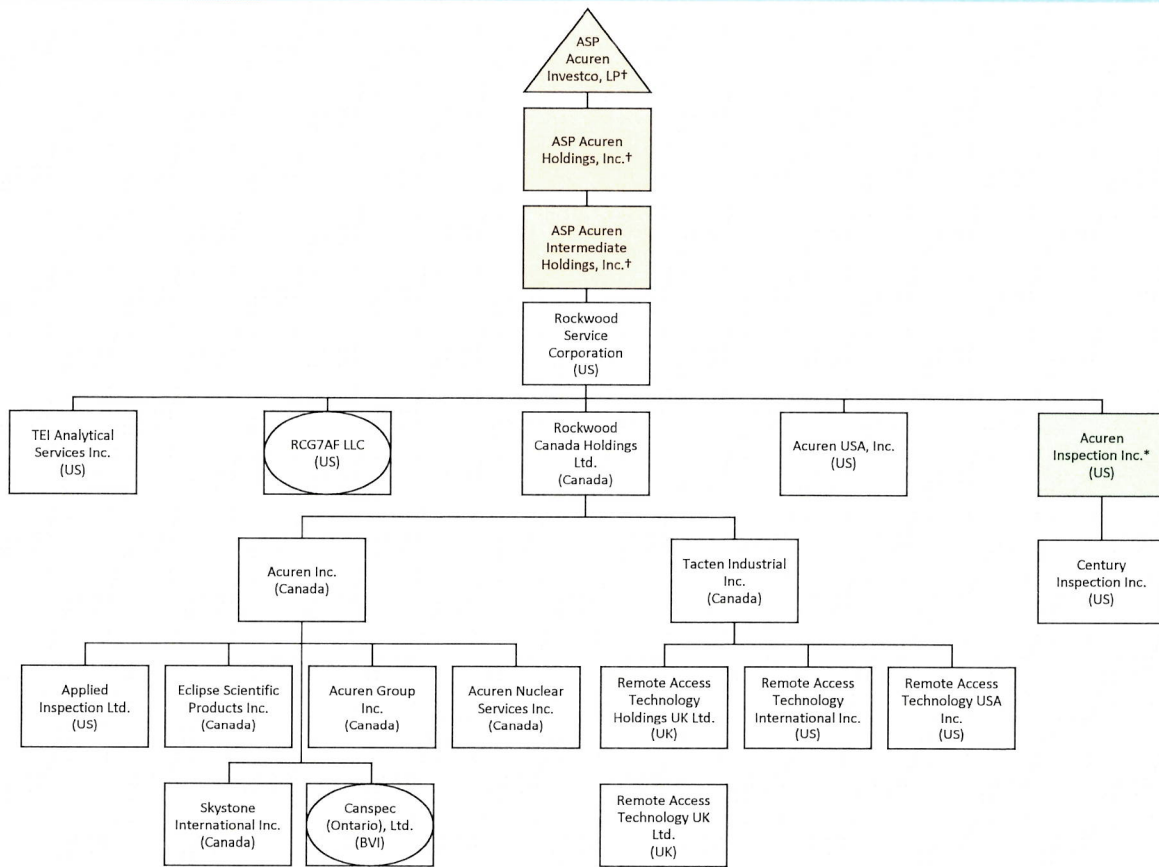 ASP
Acuren
Investco, LP†
ASP Acuren
Holdings, Inc.†
ASP Acuren
Intermediate
Holdings, Inc.†
Rockwood
Service
Corporation
(US)
TEI Analytical
Services Inc.
(US)
RCG7AF LLC
(US)
Rockwood
Canada Holdings
Ltd.
(Canada)
Acuren USA, Inc.
(US)
Acuren
Inspection Inc.*
(US)
Acuren Inc.
(Canada)
Tacten Industrial
Inc.
(Canada)
Century
Inspection Inc.
(US)
Applied
Inspection Ltd.
(US)
Eclipse Scientific
Products Inc.
(Canada)
Acuren Group
Inc.
(Canada)
Acuren Nuclear
Services Inc.
(Canada)
Remote Access
Technology
Holdings UK Ltd.
(UK)
Remote Access
Technology
International Inc.
(US)
Remote Access
Technology USA
Inc.
(US)
Skystone
International Inc.
(Canada)
Canspec
(Ontario), Ltd.
(BVI)
Remote Access
Technology UK
Ltd.
(UK)